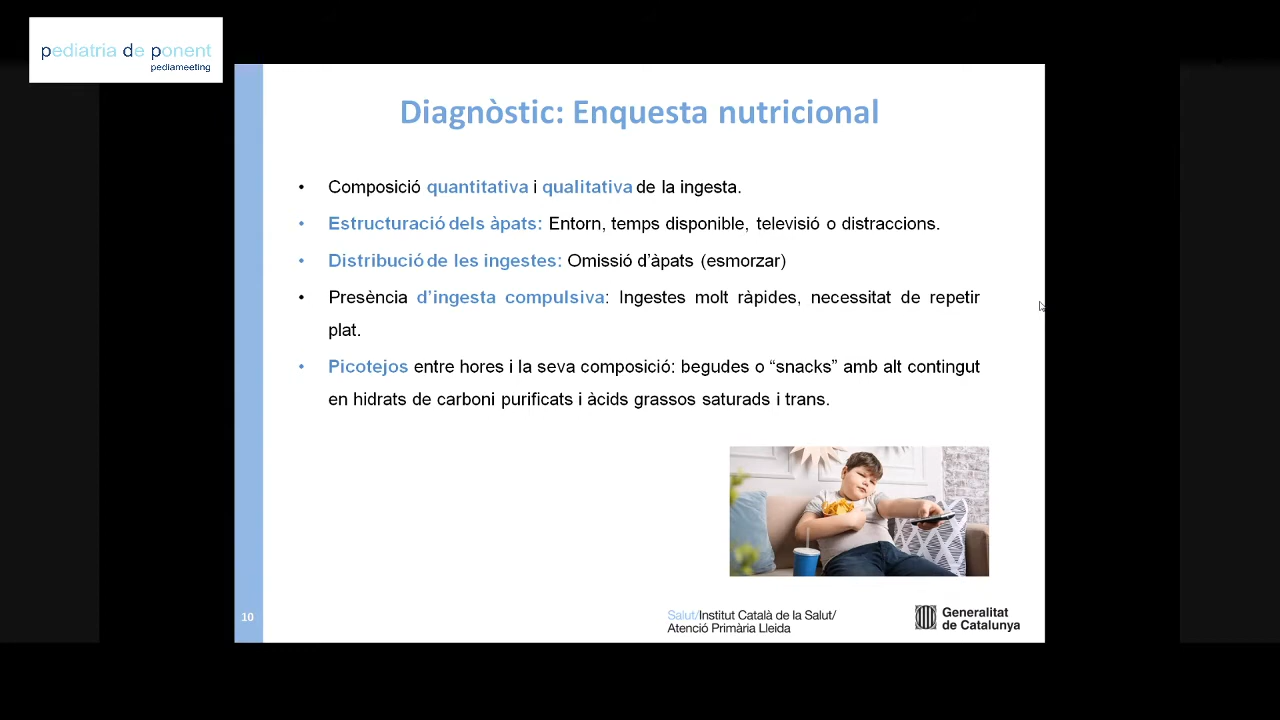 pediatria de ponent
pediameeting
Diagnòstic: Enquesta nutricional
• Composició quantitativa i qualitativa de la ingesta.
• Estructuració dels àpats: Entorn, temps disponible, televisió o distraccions.
• Distribució de les ingestes: Omissió d’àpats (esmorzar)
• Presència d’ingesta compulsiva: Ingestes molt ràpides, necessitat de repetir
plat.
• Picotejos entre hores i la seva composició: begudes o “snacks” amb alt contingut
en hidrats de carboni purificats i àcids grassos saturads i trans.
10
Salut/Institut Català de la Salut/
Atenció Primària Lleida
Generalitat
de Catalunya